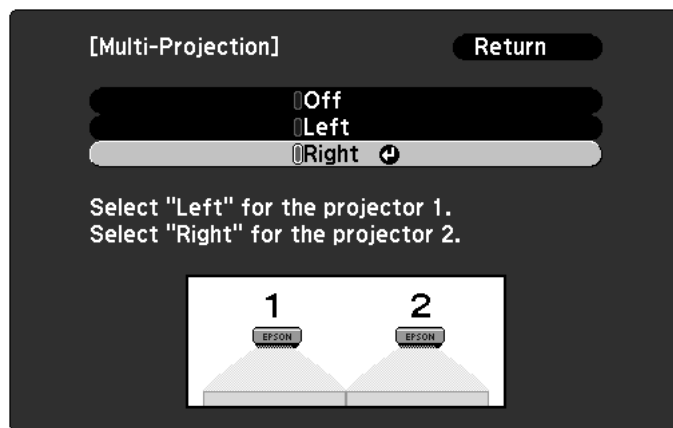 [Multi-Projection] Return
Off
Left
Right
Select "Left" for the projector 1.
Select "Right" for the projector 2.
1 2
EPSON EPSON